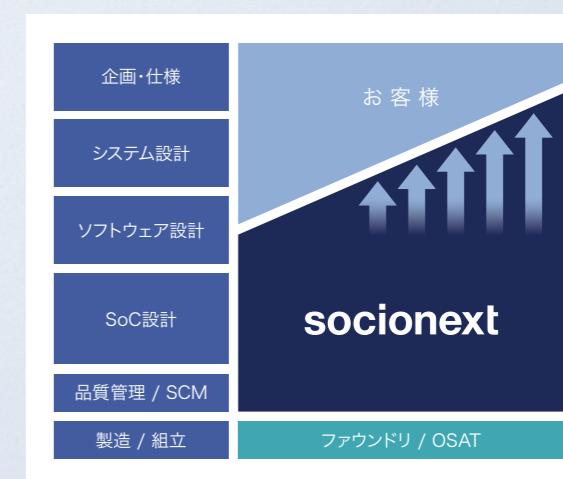 企画・仕様
お客様
システム設計
ソフトウェア設計
SoC設計
socionext
品質管理 / SCM
製造 / 組立
ファウンドリ / OSAT